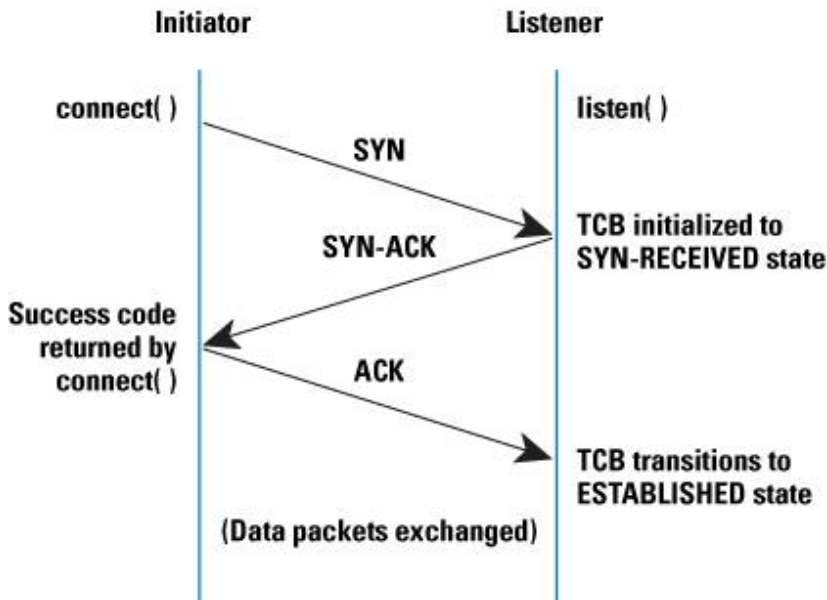 Initiator
Listener
connect( )
listen( )
SYN
TCB initialized to
SYN-RECEIVED state
SYN-ACK
Success code
returned by
connect( )
ACK
TCB transitions to
ESTABLISHED state
(Data packets exchanged)